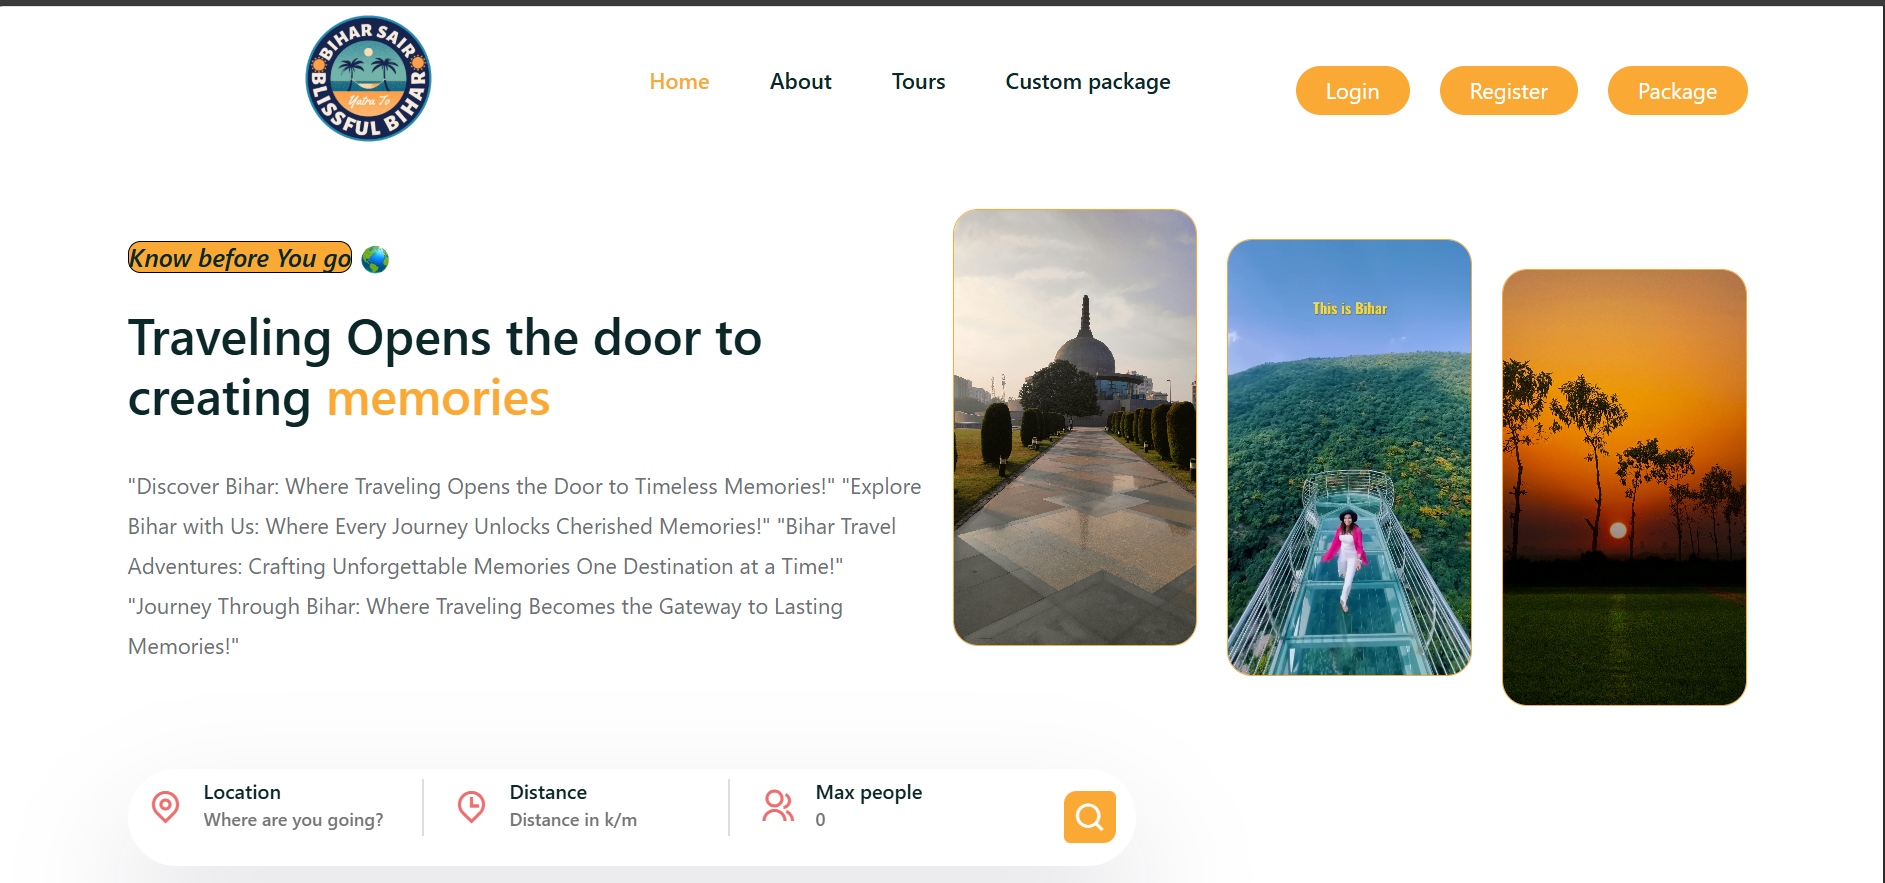 BIHAR SAIR
Yatra To
BLISSFUL BIHAR
Home About Tours Custom package
Login Register Package
Know before You go
Traveling Opens the door to
creating memories
"Discover Bihar: Where Traveling Opens the Door to Timeless Memories!" "Explore
Bihar with Us: Where Every Journey Unlocks Cherished Memories!" "Bihar Travel
Adventures: Crafting Unforgettable Memories One Destination at a Time!"
"Journey Through Bihar: Where Traveling Becomes the Gateway to Lasting
Memories!"
This is Bihar
Location
Where are you going?
Distance
Distance in k/m
Max people
0